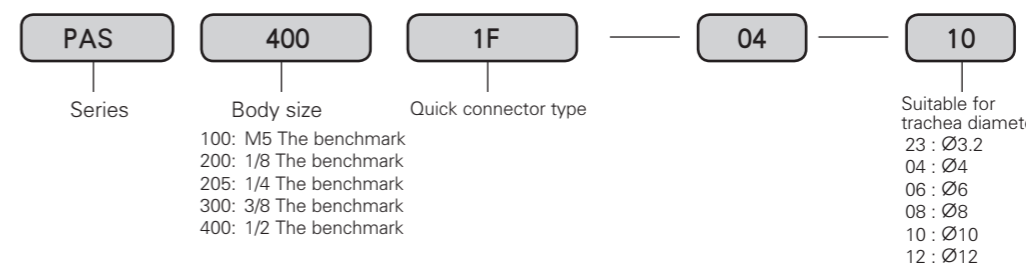 PAS 400 1F 04 10
Series
Body size
100: M5 The benchmark
200: 1/8 The benchmark
205: 1/4 The benchmark
300: 3/8 The benchmark
400: 1/2 The benchmark
Quick connector type
Suitable for
trachea diamet
23 : Ø3.2
04 : Ø4
06 : Ø6
08 : Ø8
10 : Ø10
12 : Ø12